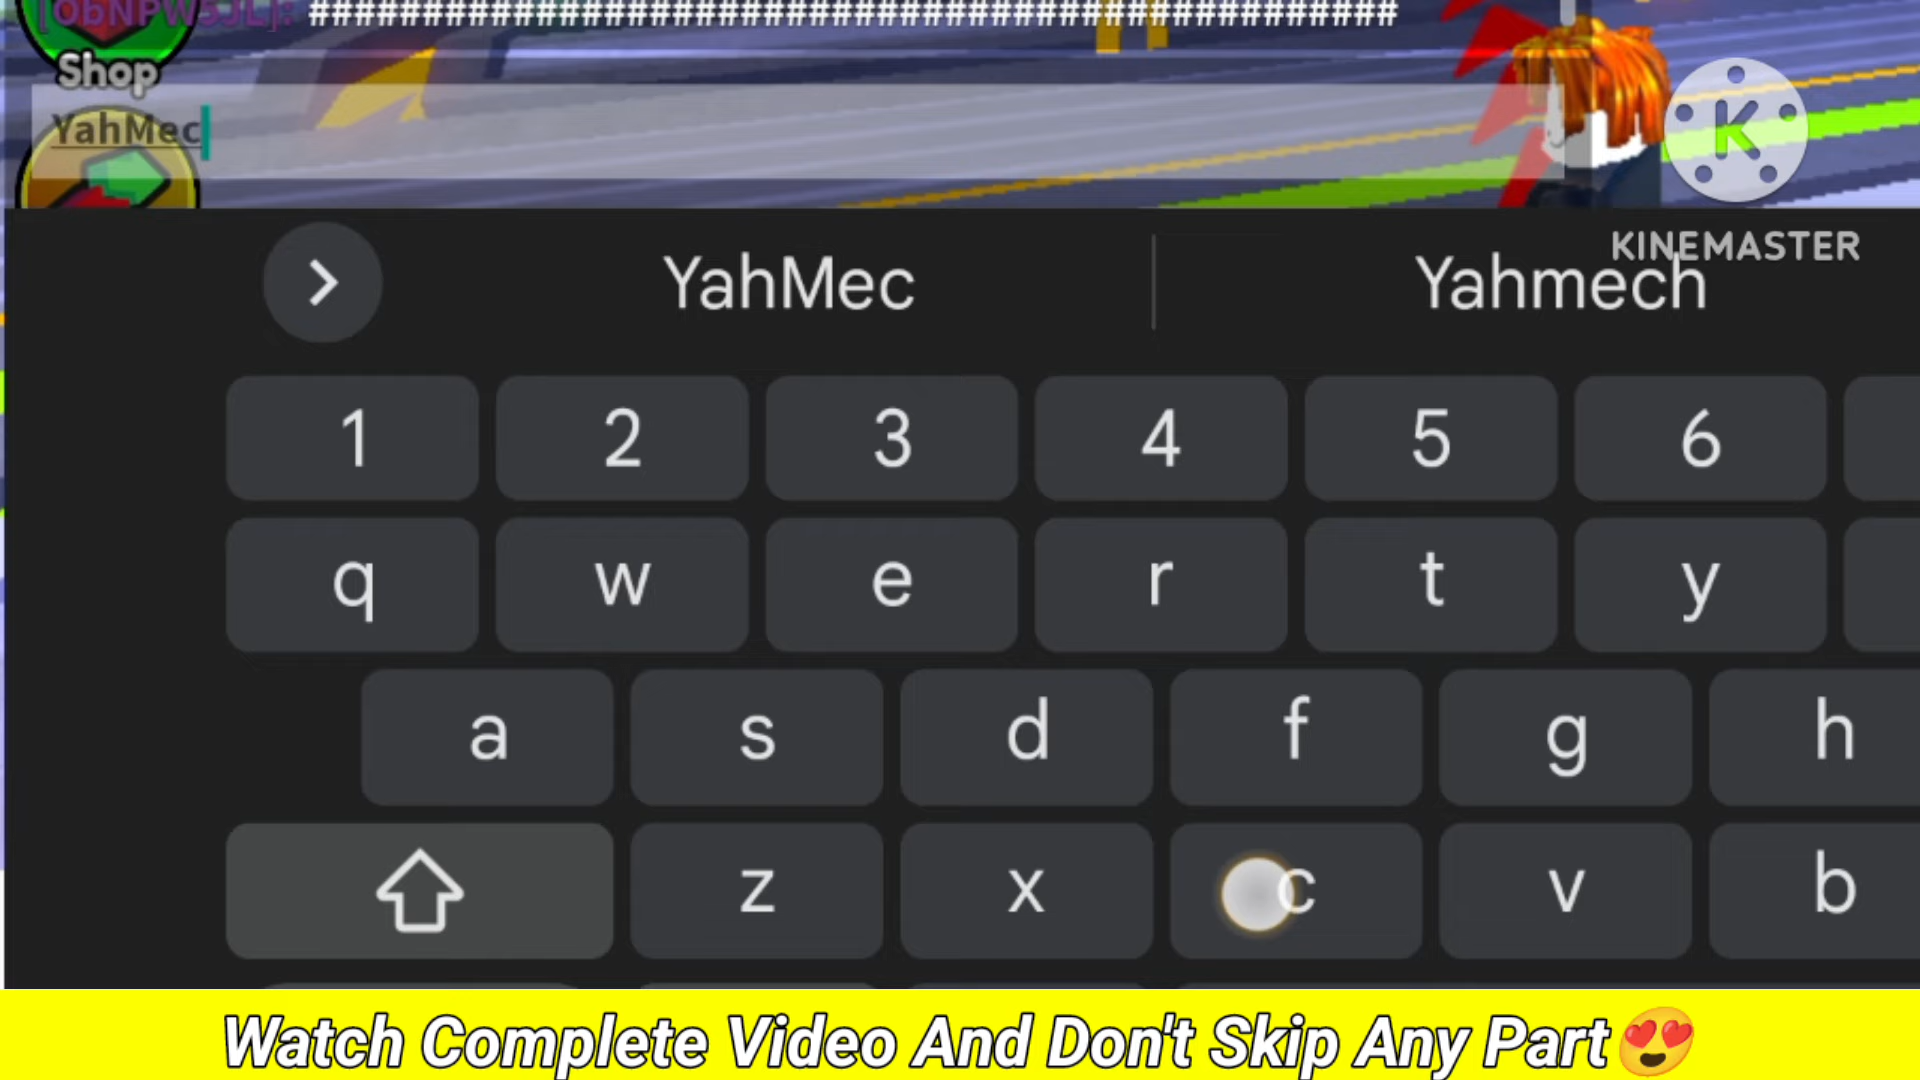 [ObNPW5JL]: ################################################
Shop
YahMec
K
KINEMASTER
YahMec Yahmech
1 2 3 4 5 6
q w e r t y
a s d f g h
z x c v b
Watch Complete Video And Don't Skip Any Part😍